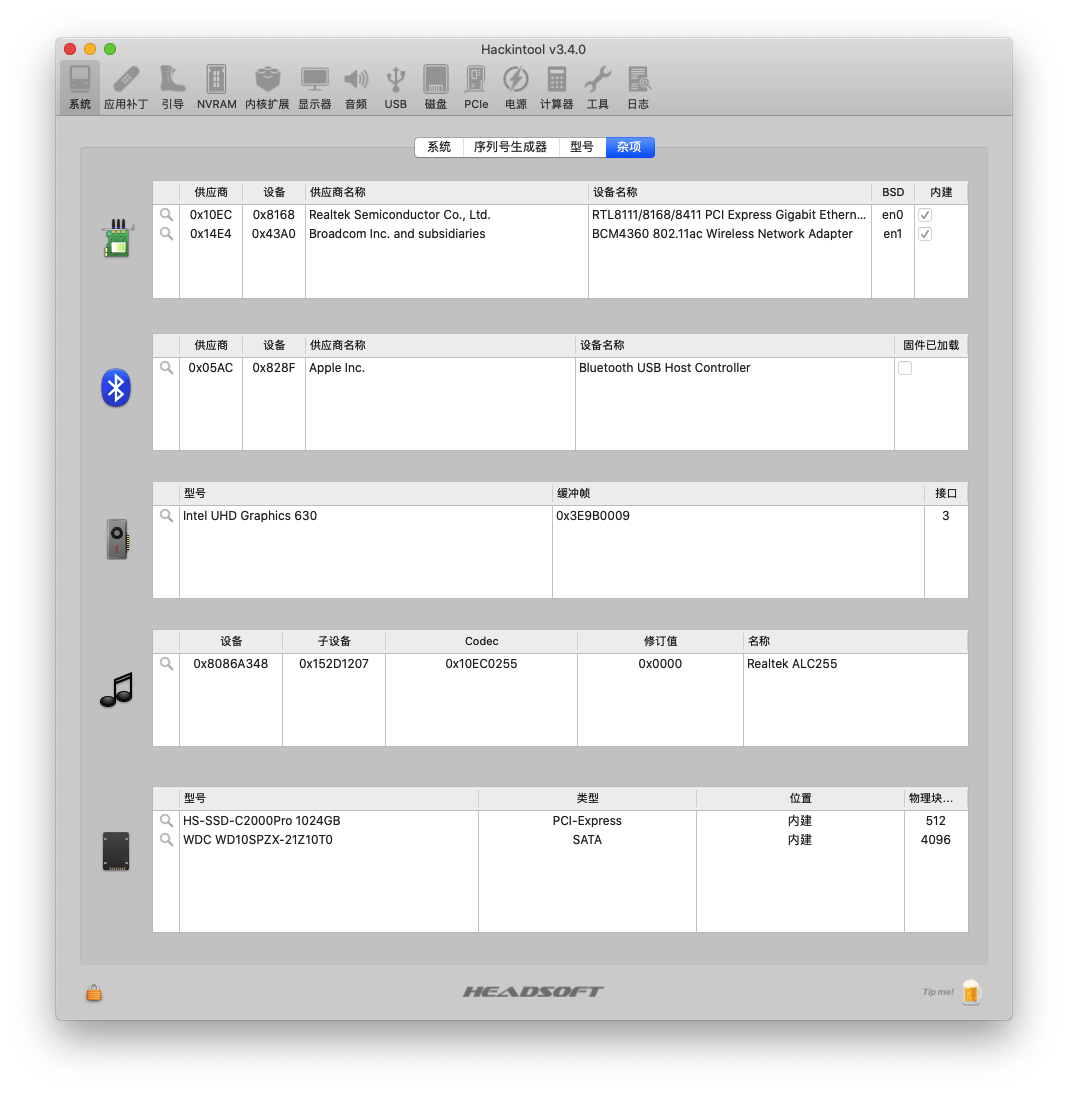 Hackintool v3.4.0
系统 应用补丁 引导 NVRAM 内核扩展 显示器 音频 USB 磁盘 PCIe 电源 计算器 工具 日志
系统 序列号生成器 型号 杂项
供应商 设备 供应商名称 设备名称 BSD 内建
0x10EC 0x8168 Realtek Semiconductor Co., Ltd. RTL8111/8168/8411 PCI Express Gigabit Ethern... en0
0x14E4 0x43A0 Broadcom Inc. and subsidiaries BCM4360 802.11ac Wireless Network Adapter en1
供应商 设备 供应商名称 设备名称 固件已加载
0x05AC 0x828F Apple Inc. Bluetooth USB Host Controller
型号 缓冲帧 接口
Intel UHD Graphics 630 0x3E9B0009 3
设备 子设备 Codec 修订值 名称
0x8086A348 0x152D1207 0x10EC0255 0x0000 Realtek ALC255
型号 类型 位置 物理块...
HS-SSD-C2000Pro 1024GB PCI-Express 内建 512
WDC WD10SPZX-21Z10T0 SATA 内建 4096
HEADSOFT
Tip me!